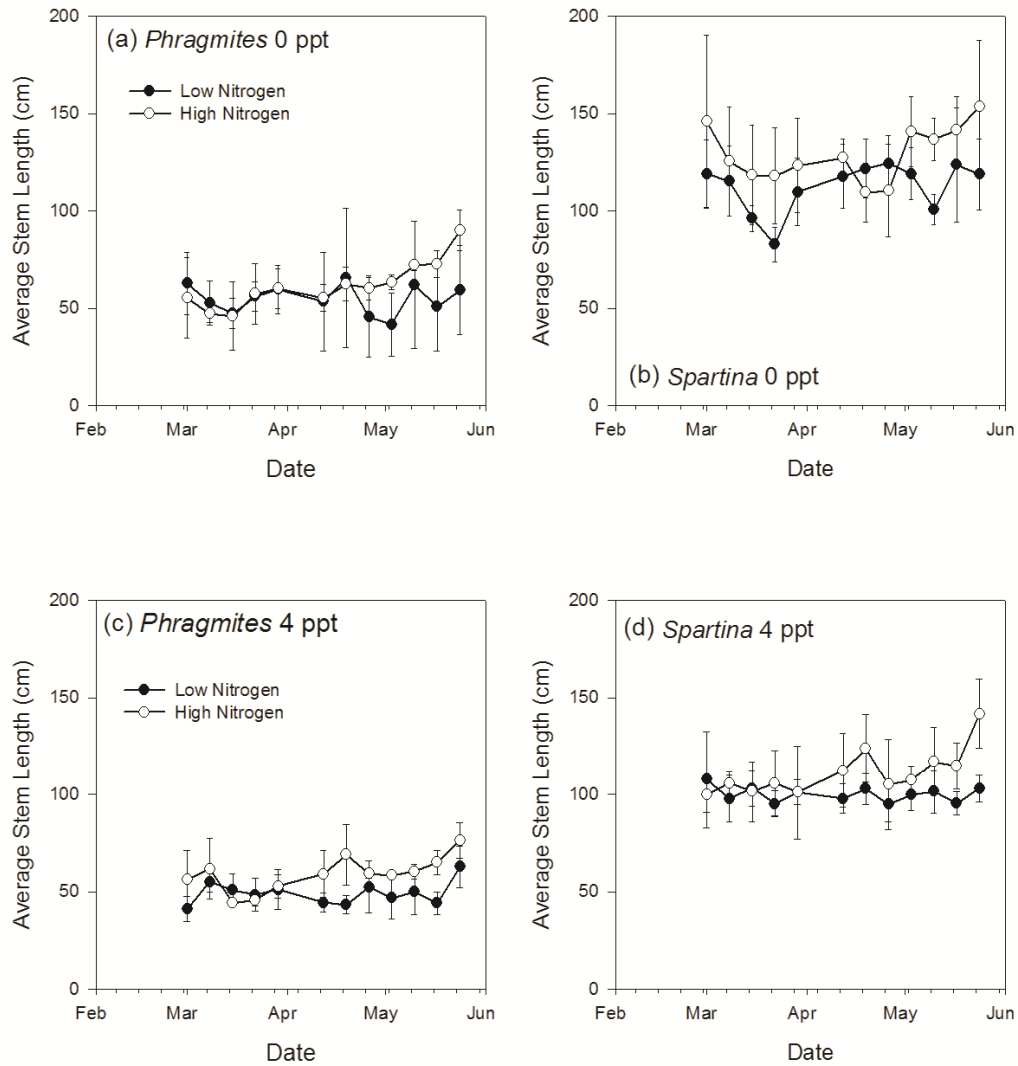 (a) Phragmites 0 ppt
Low Nitrogen
High Nitrogen
Average Stem Length (cm)
200
150
100
50
0
Feb Mar Apr May Jun
Date
(b) Spartina 0 ppt
Average Stem Length (cm)
200
150
100
50
0
Feb Mar Apr May Jun
Date
(c) Phragmites 4 ppt
Low Nitrogen
High Nitrogen
Average Stem Length (cm)
200
150
100
50
0
Feb Mar Apr May Jun
Date
(d) Spartina 4 ppt
Average Stem Length (cm)
200
150
100
50
0
Feb Mar Apr May Jun
Date